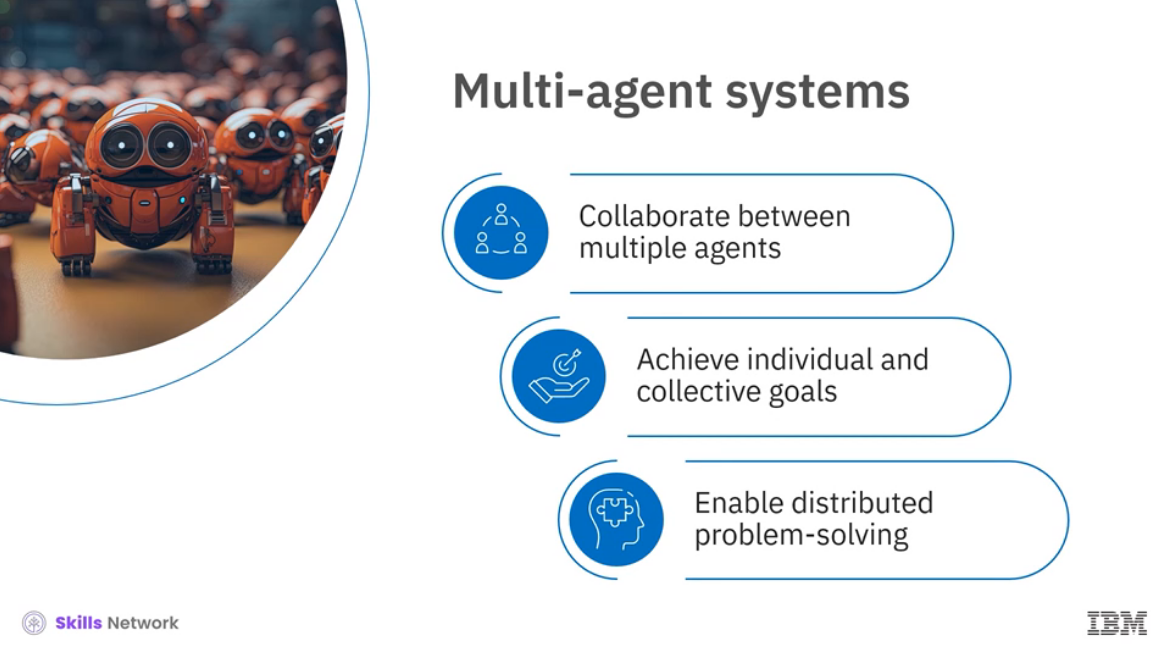 Multi-agent systems
Collaborate between
multiple agents
Achieve individual and
collective goals
Enable distributed
problem-solving
Skills Network
IBM